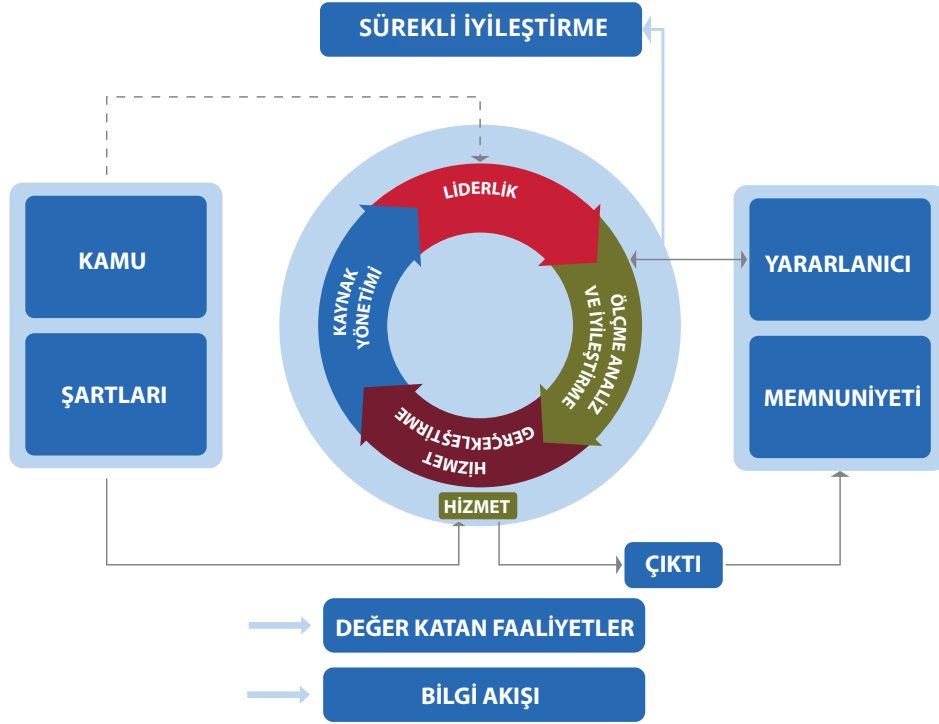 SÜREKLİ İYİLEŞTİRME
LİDERLİK
KAMU
ŞARTLARI
KAYNAK
YÖNETİMİ
ÖLÇME ANALİZ
VE İYİLEŞTİRME
YARARLANICI
MEMNUNİYETİ
HİZMET
GERÇEKLEŞTİRME
HİZMET
ÇIKTI
DEĞER KATAN FAALİYETLER
BİLGİ AKIŞI